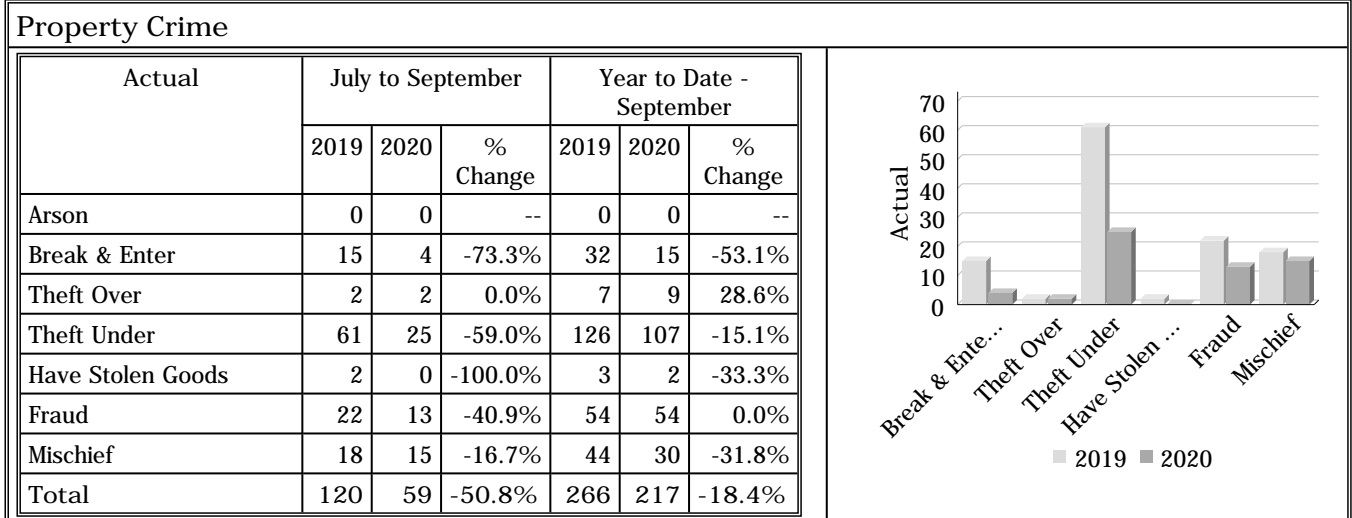 Property Crime
Actual July to September Year to Date -
September
2019 2020 % Change 2019 2020 % Change
Arson 0 0 -- 0 0 --
Break & Enter 15 4 -73.3% 32 15 -53.1%
Theft Over 2 2 0.0% 7 9 28.6%
Theft Under 61 25 -59.0% 126 107 -15.1%
Have Stolen Goods 2 0 -100.0% 3 2 -33.3%
Fraud 22 13 -40.9% 54 54 0.0%
Mischief 18 15 -16.7% 44 30 -31.8%
Total 120 59 -50.8% 266 217 -18.4%
Actual
70
60
50
40
30
20
10
0
Break & Ente...
Theft Over
Theft Under
Have Stolen ...
Fraud
Mischief
2019 2020